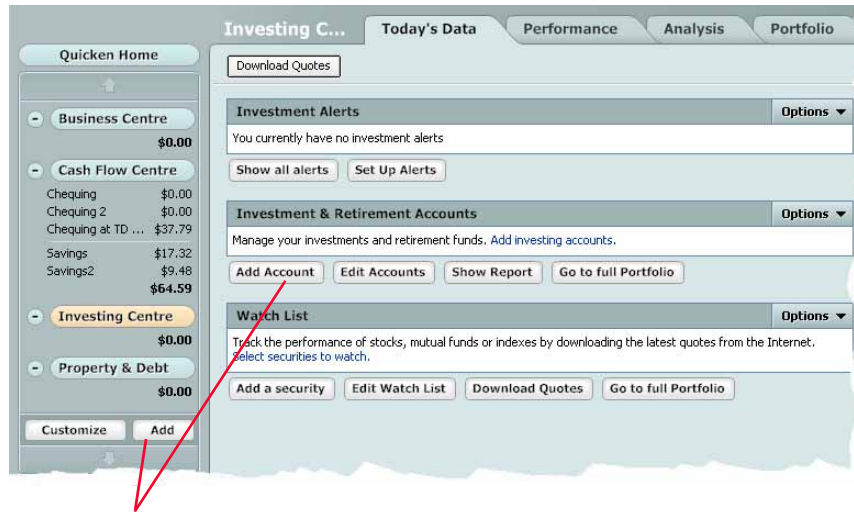 Investing C... Today's Data Performance Analysis Portfolio
Quicken Home
Download Quotes
- Business Centre
$0.00
- Cash Flow Centre
Chequing $0.00
Chequing 2 $0.00
Chequing at TD ... $37.79
Savings $17.32
Savings2 $9.48
$64.59
- Investing Centre
$0.00
- Property & Debt
$0.00
Customize Add
Investment Alerts Options
You currently have no investment alerts
Show all alerts Set Up Alerts
Investment & Retirement Accounts Options
Manage your investments and retirement funds. Add investing accounts.
Add Account Edit Accounts Show Report Go to full Portfolio
Watch List Options
Track the performance of stocks, mutual funds or indexes by downloading the latest quotes from the Internet.
Select securities to watch.
Add a security Edit Watch List Download Quotes Go to full Portfolio